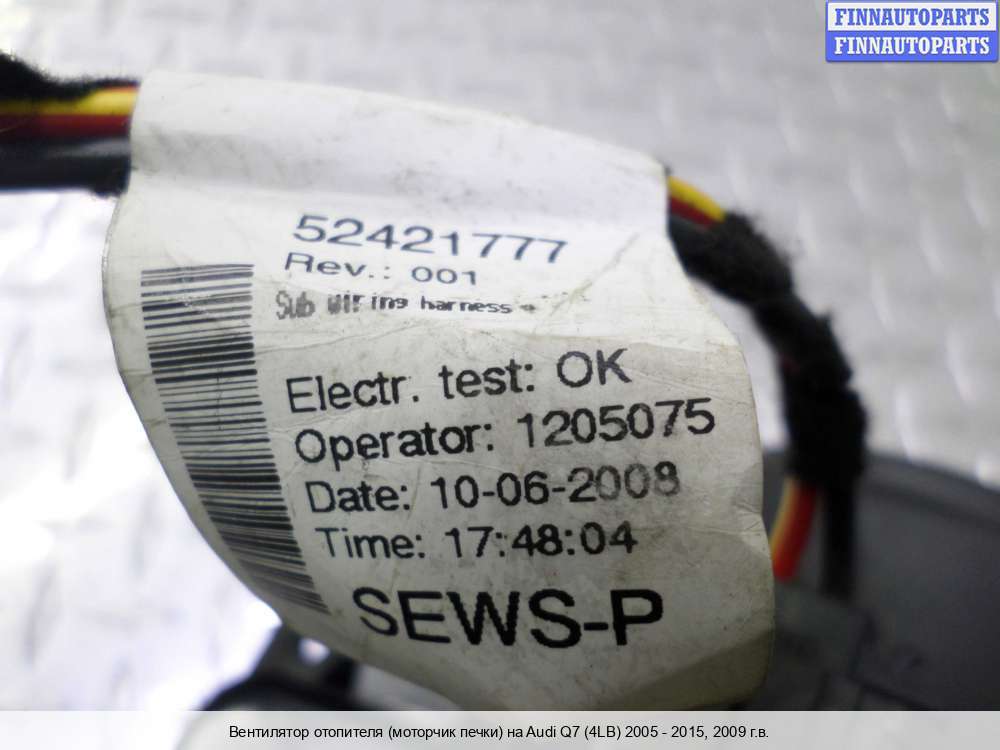 FINNAUTOPARTS
FINNAUTOPARTS
52421777
Rev.: 001
Sub wiring harness
Electr. test: OK
Operator: 1205075
Date: 10-06-2008
Time: 17:48:04
SEWS-P
Вентилятор отопителя (моторчик печки) на Audi Q7 (4LB) 2005 - 2015, 2009 г.в.